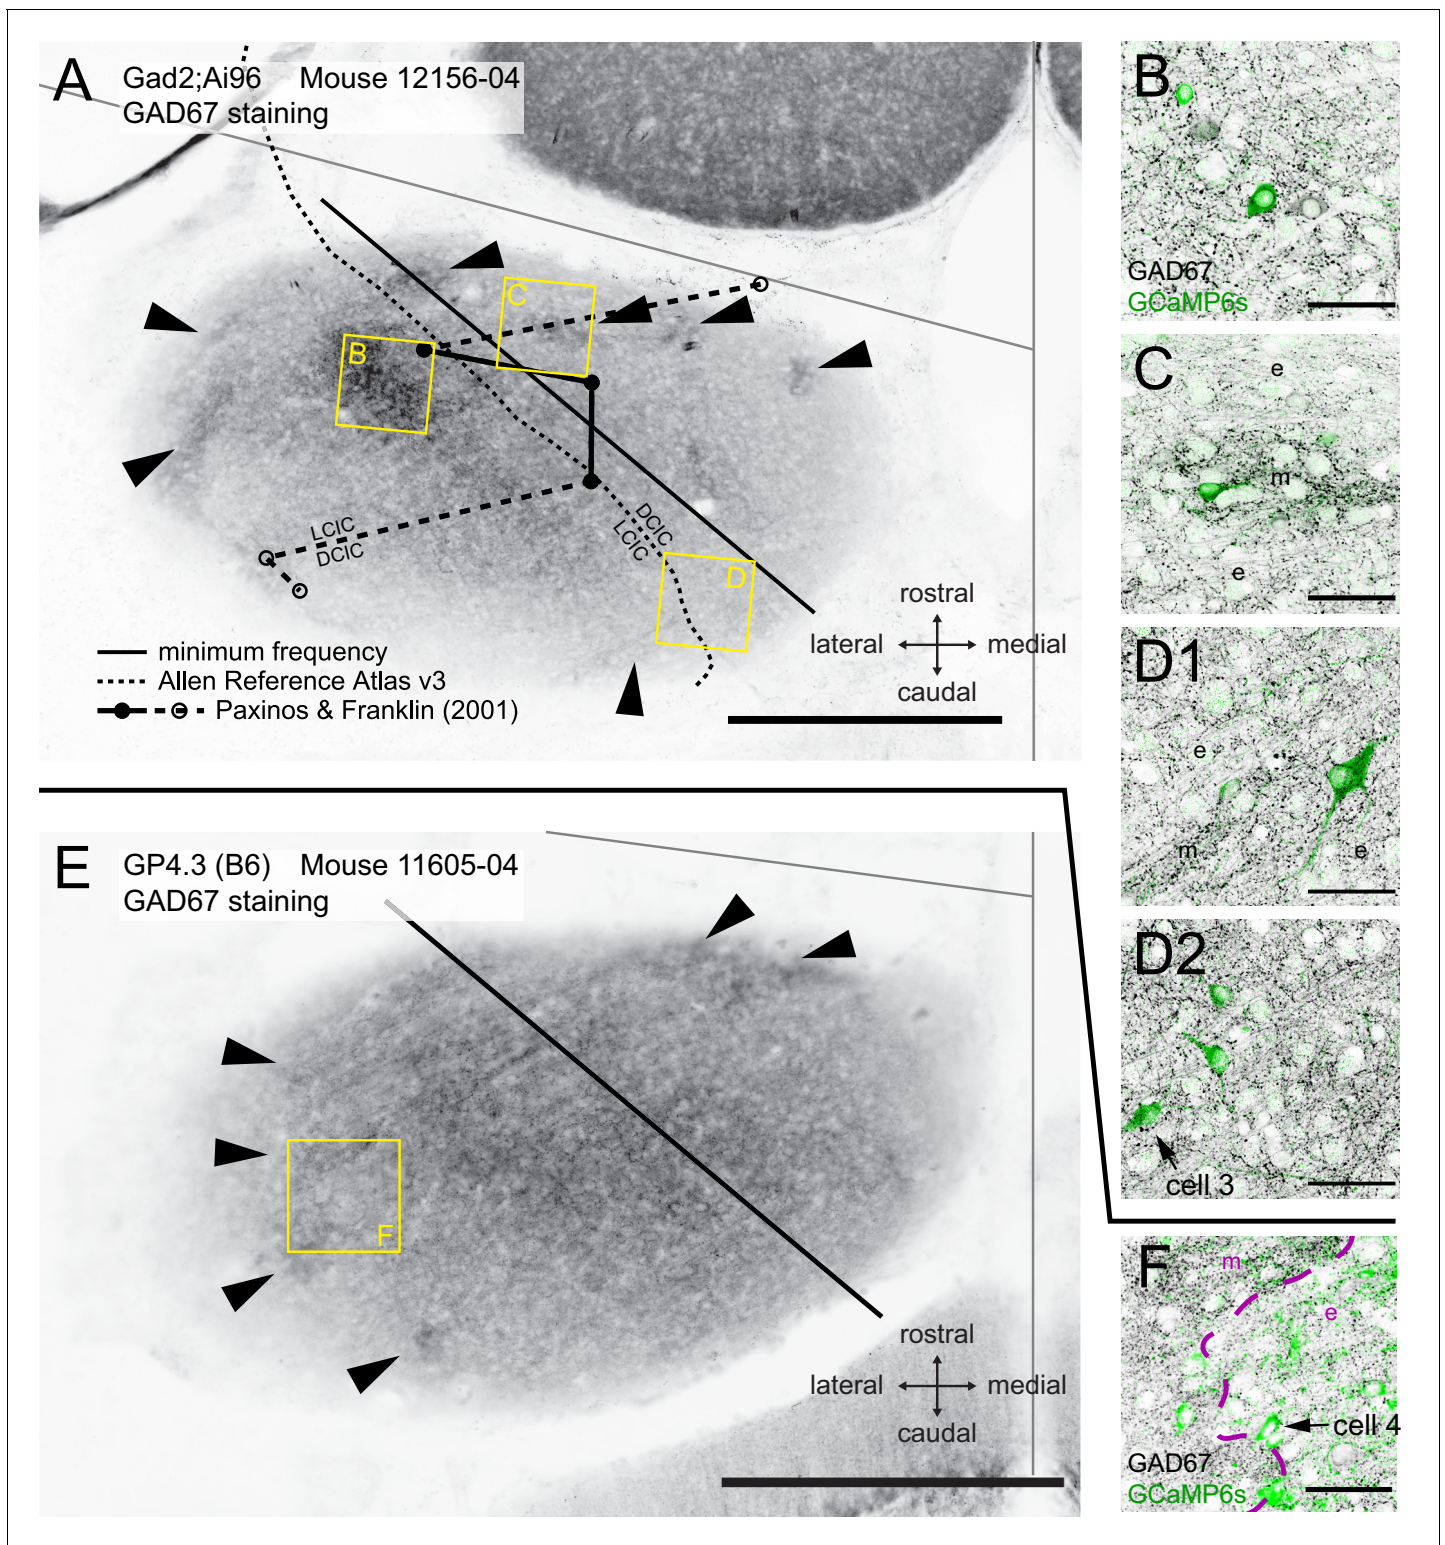 A
Gad2;Ai96 Mouse 12156-04
GAD67 staining
C
B
LCIC
DCIC
DCIC
LCIC
D
rostral
lateral medial
caudal
minimum frequency
Allen Reference Atlas v3
Paxinos & Franklin (2001)
B
GAD67
GCaMP6s
C
e
m
e
D1
e
m
e
D2
cell 3
E
GP4.3 (B6) Mouse 11605-04
GAD67 staining
F
rostral
lateral medial
caudal
F
m
e
cell 4
GAD67
GCaMP6s